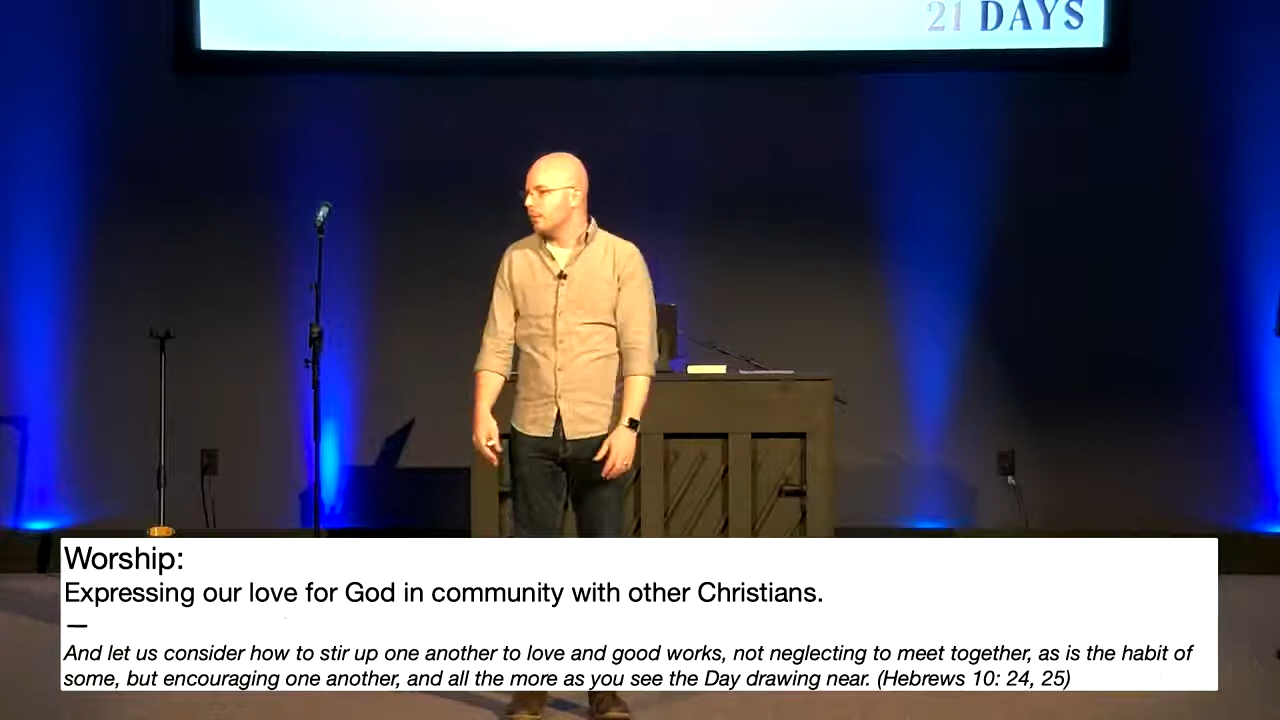 21 DAYS
Worship:
Expressing our love for God in community with other Christians.
—
And let us consider how to stir up one another to love and good works, not neglecting to meet together, as is the habit of
some, but encouraging one another, and all the more as you see the Day drawing near. (Hebrews 10: 24, 25)